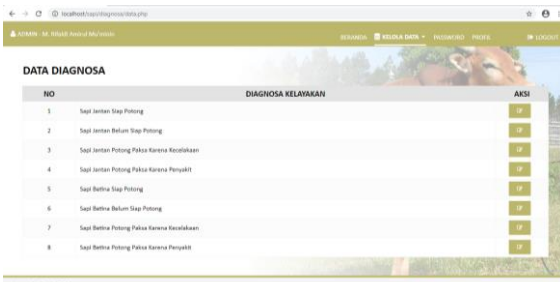 localhost/sapi/diagnosa/data.php
ADMIN - M. Rifaldi Amirul Mu'minin
BERANDA KELOLA DATA PASSWORD PROFIL LOGOUT
DATA DIAGNOSA
NO DIAGNOSA KELAYAKAN AKSI
1 Sapi Jantan Siap Potong
2 Sapi Jantan Belum Siap Potong
3 Sapi Jantan Potong Paksa Karena Kecelakaan
4 Sapi Jantan Potong Paksa Karena Penyakit
5 Sapi Betina Siap Potong
6 Sapi Betina Belum Siap Potong
7 Sapi Betina Potong Paksa Karena Kecelakaan
8 Sapi Betina Potong Paksa Karena Penyakit